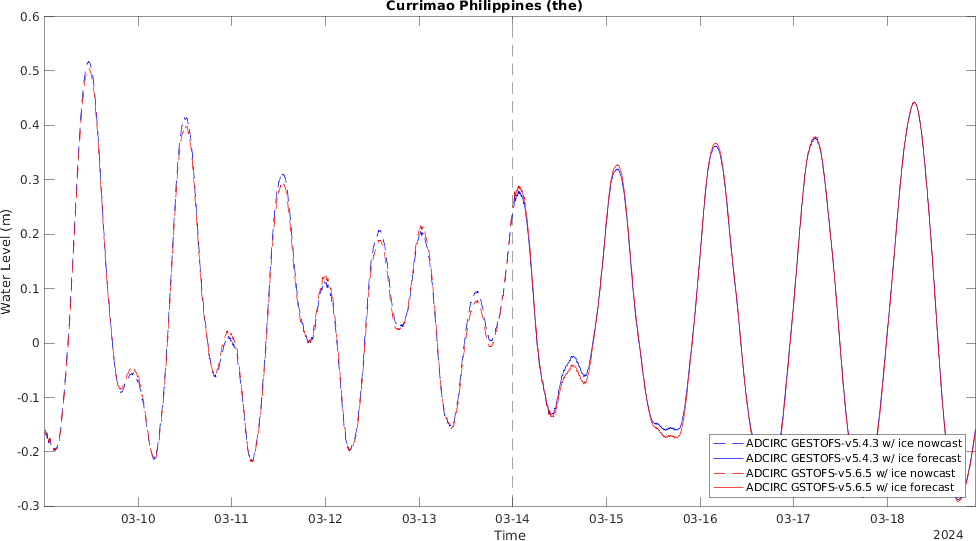 Currimao Philippines (the)
0.6
0.5
0.4
0.3
0.2
0.1
0
-0.1
-0.2
-0.3
Water Level (m)
ADCIRC GESTOFS-v5.4.3 w/ ice nowcast
ADCIRC GESTOFS-v5.4.3 w/ ice forecast
ADCIRC GSTOFS-v5.6.5 w/ ice nowcast
ADCIRC GSTOFS-v5.6.5 w/ ice forecast
03-10 03-11 03-12 03-13 03-14 03-15 03-16 03-17 03-18
Time
2024